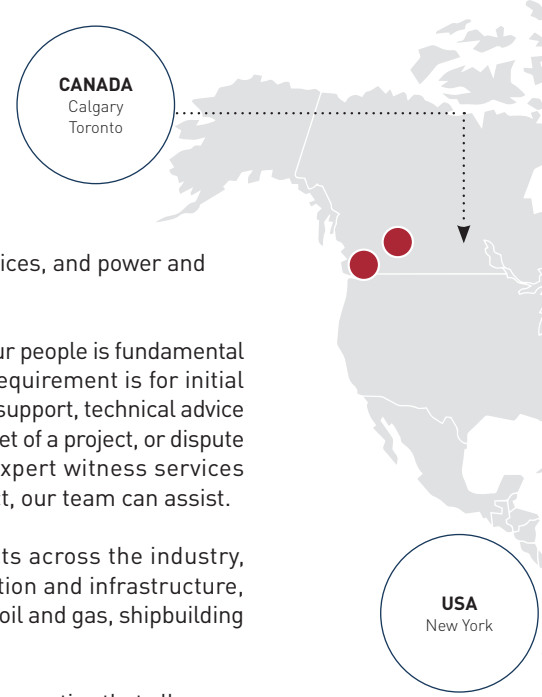 CANADA
Calgary
Toronto
ices, and power and
ur people is fundamental
equirement is for initial
support, technical advice
et of a project, or dispute
xpert witness services
ct, our team can assist.
ts across the industry,
tion and infrastructure,
oil and gas, shipbuilding
USA
New York